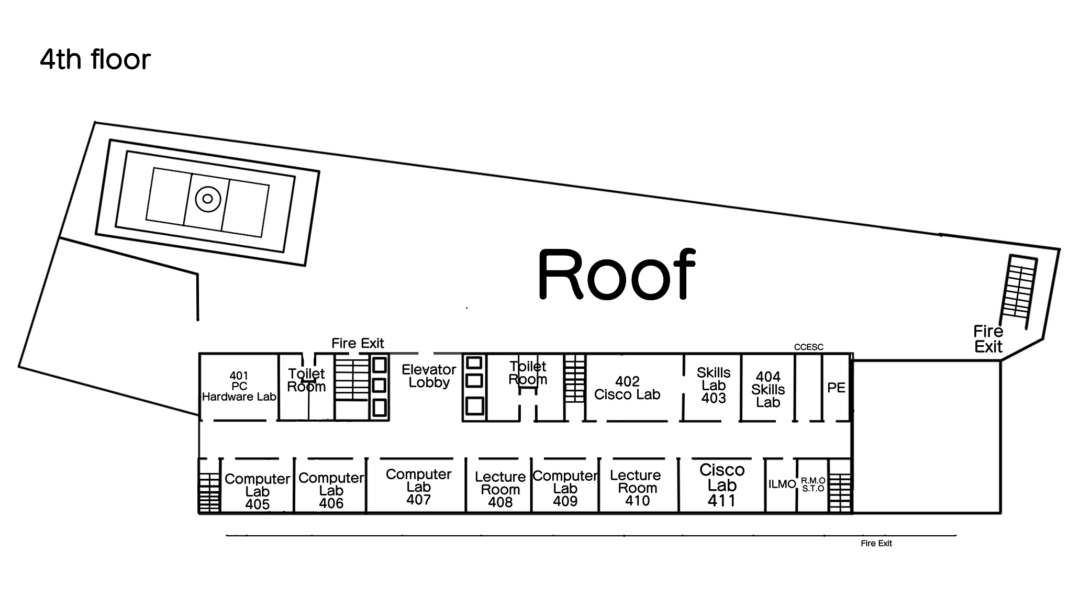 4th floor
Roof
Fire
Exit
Fire Exit
CCESC
401
PC
Hardware Lab
Toilet
Room
Elevator
Lobby
Toilet
Room
402
Cisco Lab
Skills
Lab
403
404
Skills
Lab
PE
Computer
Lab
405
Computer
Lab
406
Computer
Lab
407
Lecture
Room
408
Computer
Lab
409
Lecture
Room
410
Cisco
Lab
411
ILMO
R.M.O
S.T.O
Fire Exit